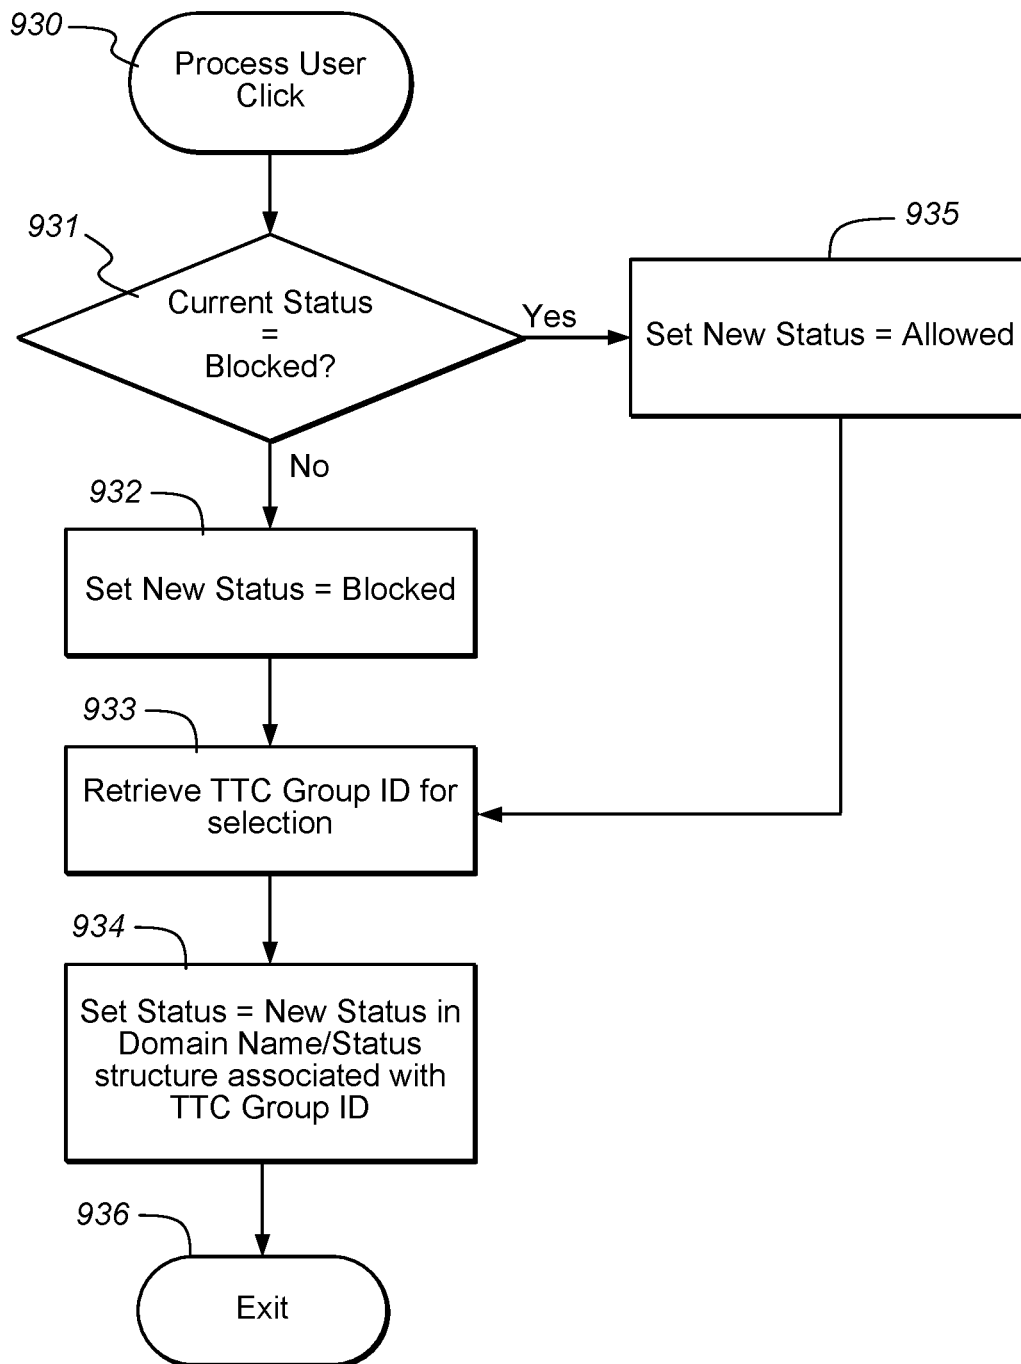 930
Process User
Click
931
Current Status
=
Blocked?
Yes
935
Set New Status = Allowed
No
932
Set New Status = Blocked
933
Retrieve TTC Group ID for
selection
934
Set Status = New Status in
Domain Name/Status
structure associated with
TTC Group ID
936
Exit